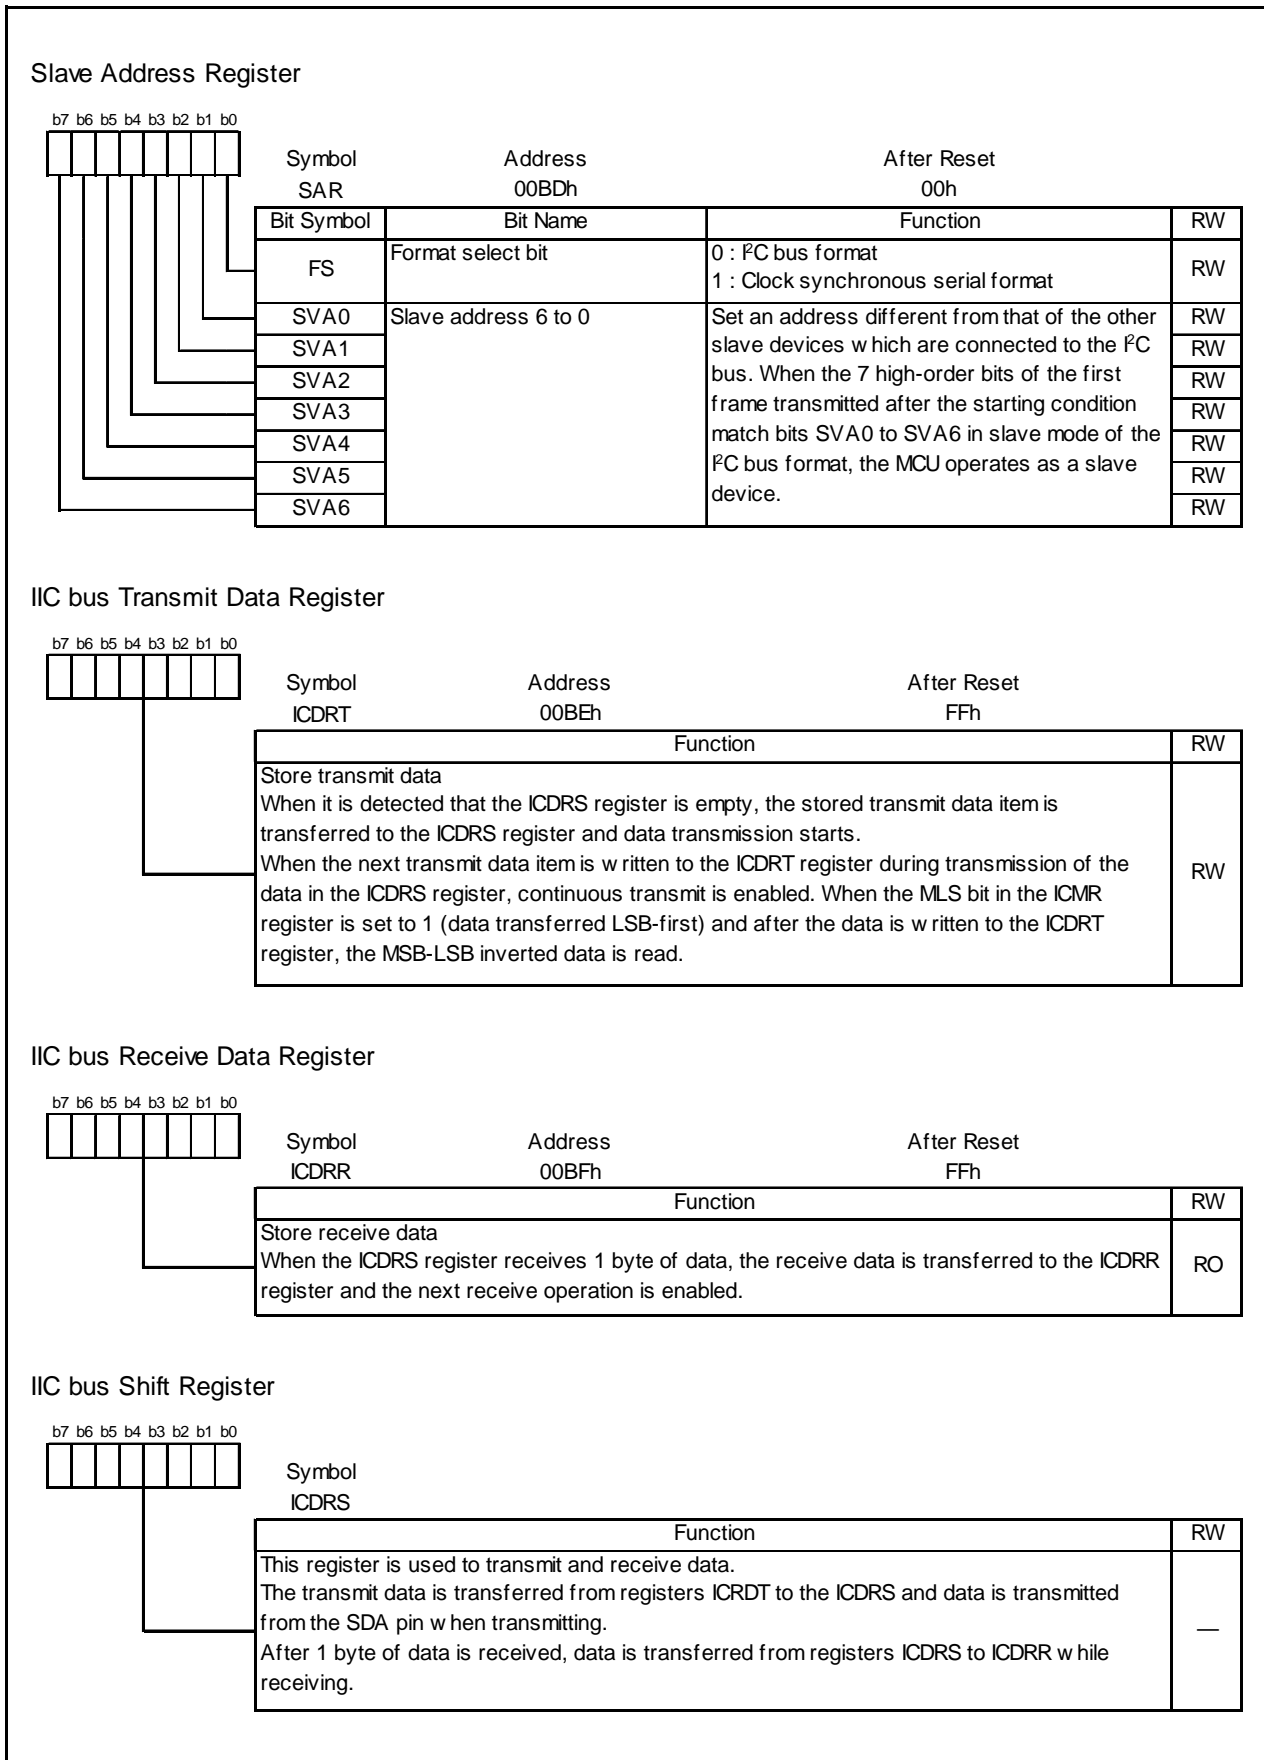 Slave Address Register
b7 b6 b5 b4 b3 b2 b1 b0
Symbol Address After Reset
SAR 00BDh 00h
Bit Symbol Bit Name Function RW
FS Format select bit 0 : I²C bus format RW
1 : Clock synchronous serial format
SVA0 Slave address 6 to 0 Set an address different from that of the other RW
SVA1 slave devices which are connected to the I²C RW
SVA2 bus. When the 7 high-order bits of the first RW
SVA3 frame transmitted after the starting condition RW
SVA4 match bits SVA0 to SVA6 in slave mode of the RW
SVA5 I²C bus format, the MCU operates as a slave RW
SVA6 device. RW
IIC bus Transmit Data Register
b7 b6 b5 b4 b3 b2 b1 b0
Symbol Address After Reset
ICDRT 00BEh FFh
Function RW
Store transmit data
When it is detected that the ICDRS register is empty, the stored transmit data item is
transferred to the ICDRS register and data transmission starts.
When the next transmit data item is written to the ICDRT register during transmission of the
data in the ICDRS register, continuous transmit is enabled. When the MLS bit in the ICMR RW
register is set to 1 (data transferred LSB-first) and after the data is written to the ICDRT
register, the MSB-LSB inverted data is read.
IIC bus Receive Data Register
b7 b6 b5 b4 b3 b2 b1 b0
Symbol Address After Reset
ICDRR 00BFh FFh
Function RW
Store receive data
When the ICDRS register receives 1 byte of data, the receive data is transferred to the ICDRR RO
register and the next receive operation is enabled.
IIC bus Shift Register
b7 b6 b5 b4 b3 b2 b1 b0
Symbol
ICDRS
Function RW
This register is used to transmit and receive data.
The transmit data is transferred from registers ICRDT to the ICDRS and data is transmitted
from the SDA pin when transmitting. —
After 1 byte of data is received, data is transferred from registers ICDRS to ICDRR while
receiving.